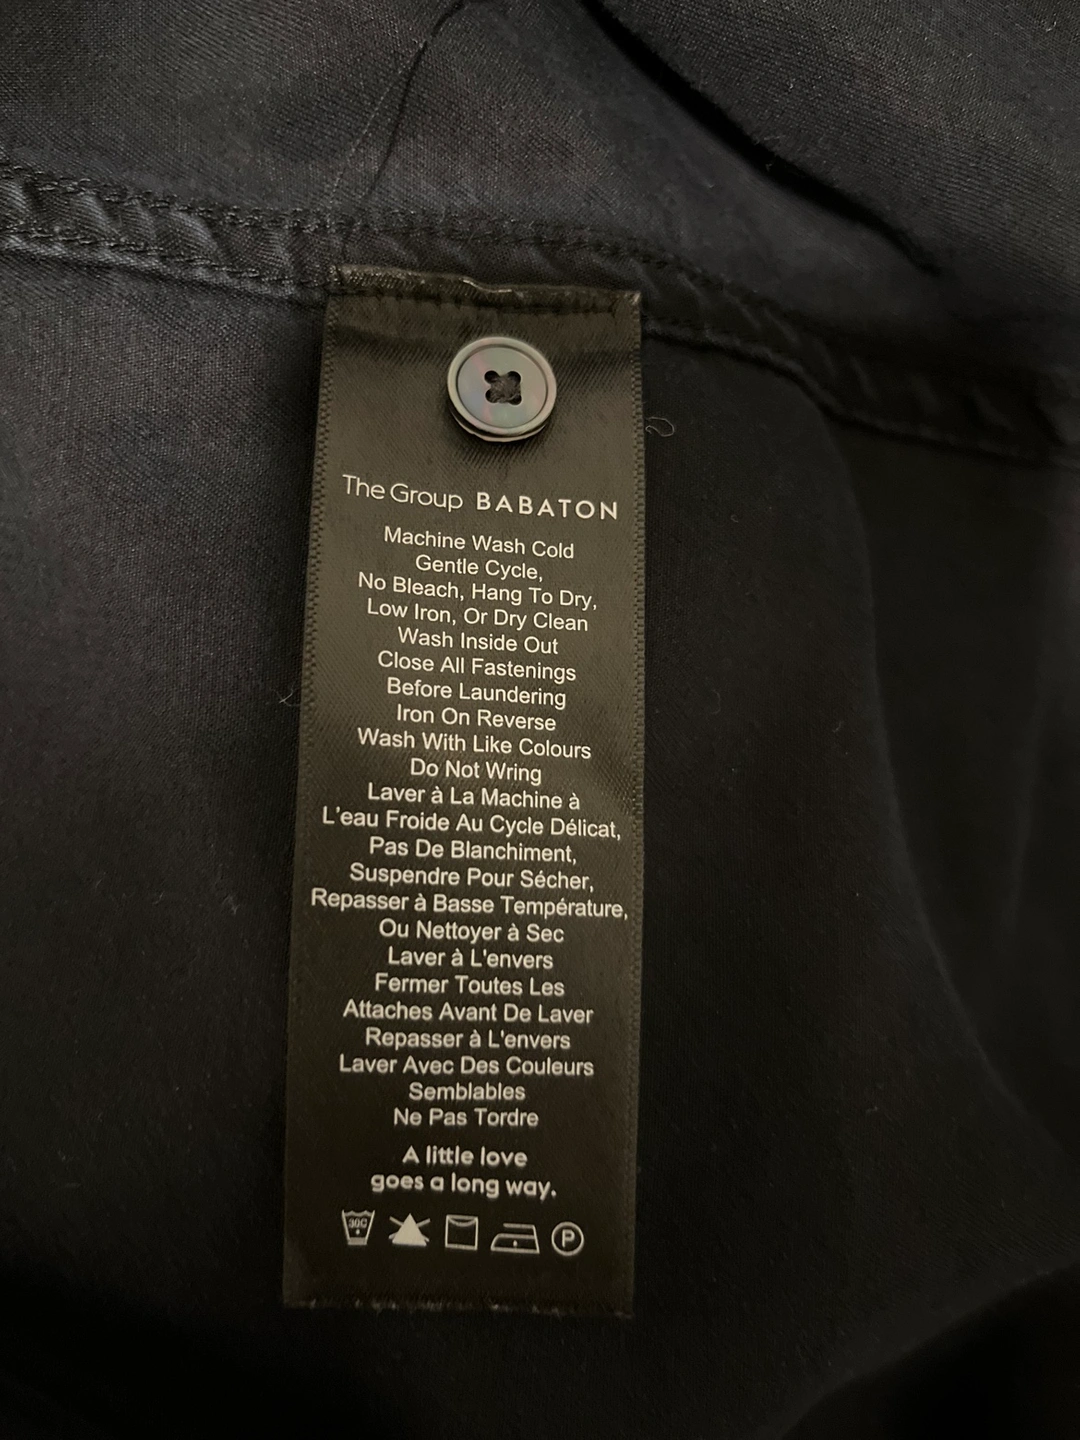 The Group BABATON
Machine Wash Cold
Gentle Cycle,
No Bleach, Hang To Dry,
Low Iron, Or Dry Clean
Wash Inside Out
Close All Fastenings
Before Laundering
Iron On Reverse
Wash With Like Colours
Do Not Wring
Laver à La Machine à
L'eau Froide Au Cycle Délicat,
Pas De Blanchiment,
Suspendre Pour Sécher,
Repasser à Basse Température,
Ou Nettoyer à Sec
Laver à L'envers
Fermer Toutes Les
Attaches Avant De Laver
Repasser à L'envers
Laver Avec Des Couleurs
Semblables
Ne Pas Tordre
A little love
goes a long way.
30C P